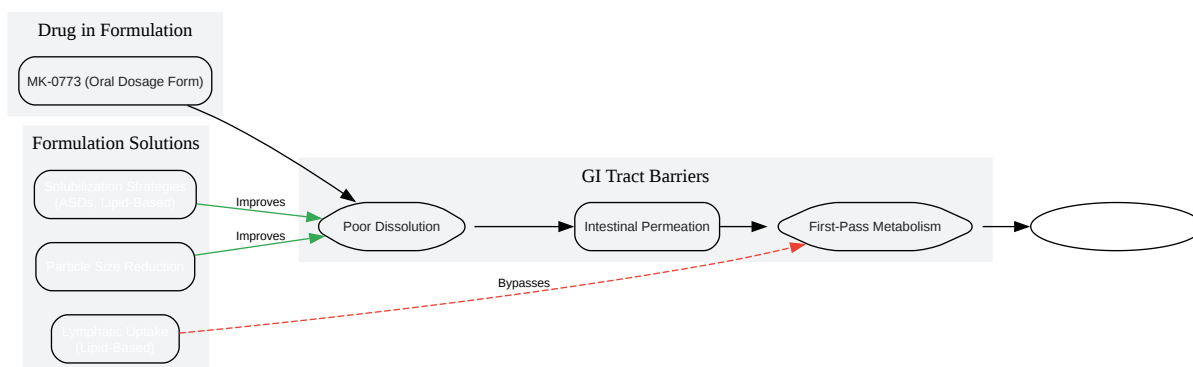 Drug in Formulation
MK-0773 (Oral Dosage Form)
Formulation Solutions
Solubilization Strategies
(ASDs, Lipid-Based)
Particle Size Reduction
Lymphatic Uptake
(Lipid-Based)
Improves
Improves
Bypasses
GI Tract Barriers
Poor Dissolution
Intestinal Permeation
First-Pass Metabolism